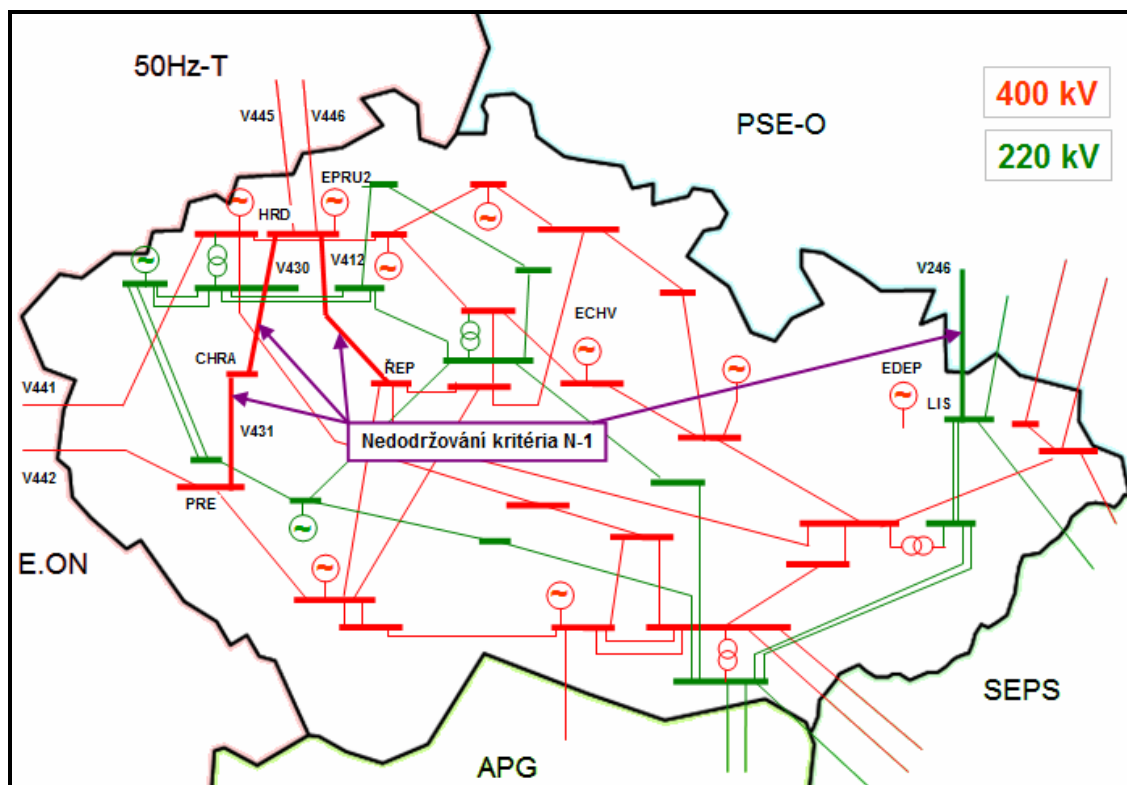 50Hz-T
400 kV
V445
V446
PSE-O
220 kV
EPRU2
HRD
V430
V412
V246
ECHV
CHRA
ŘEP
EDEP
LIS
V441
V431
Nedodržování kritéria N-1
V442
PRE
E.ON
SEPS
APG